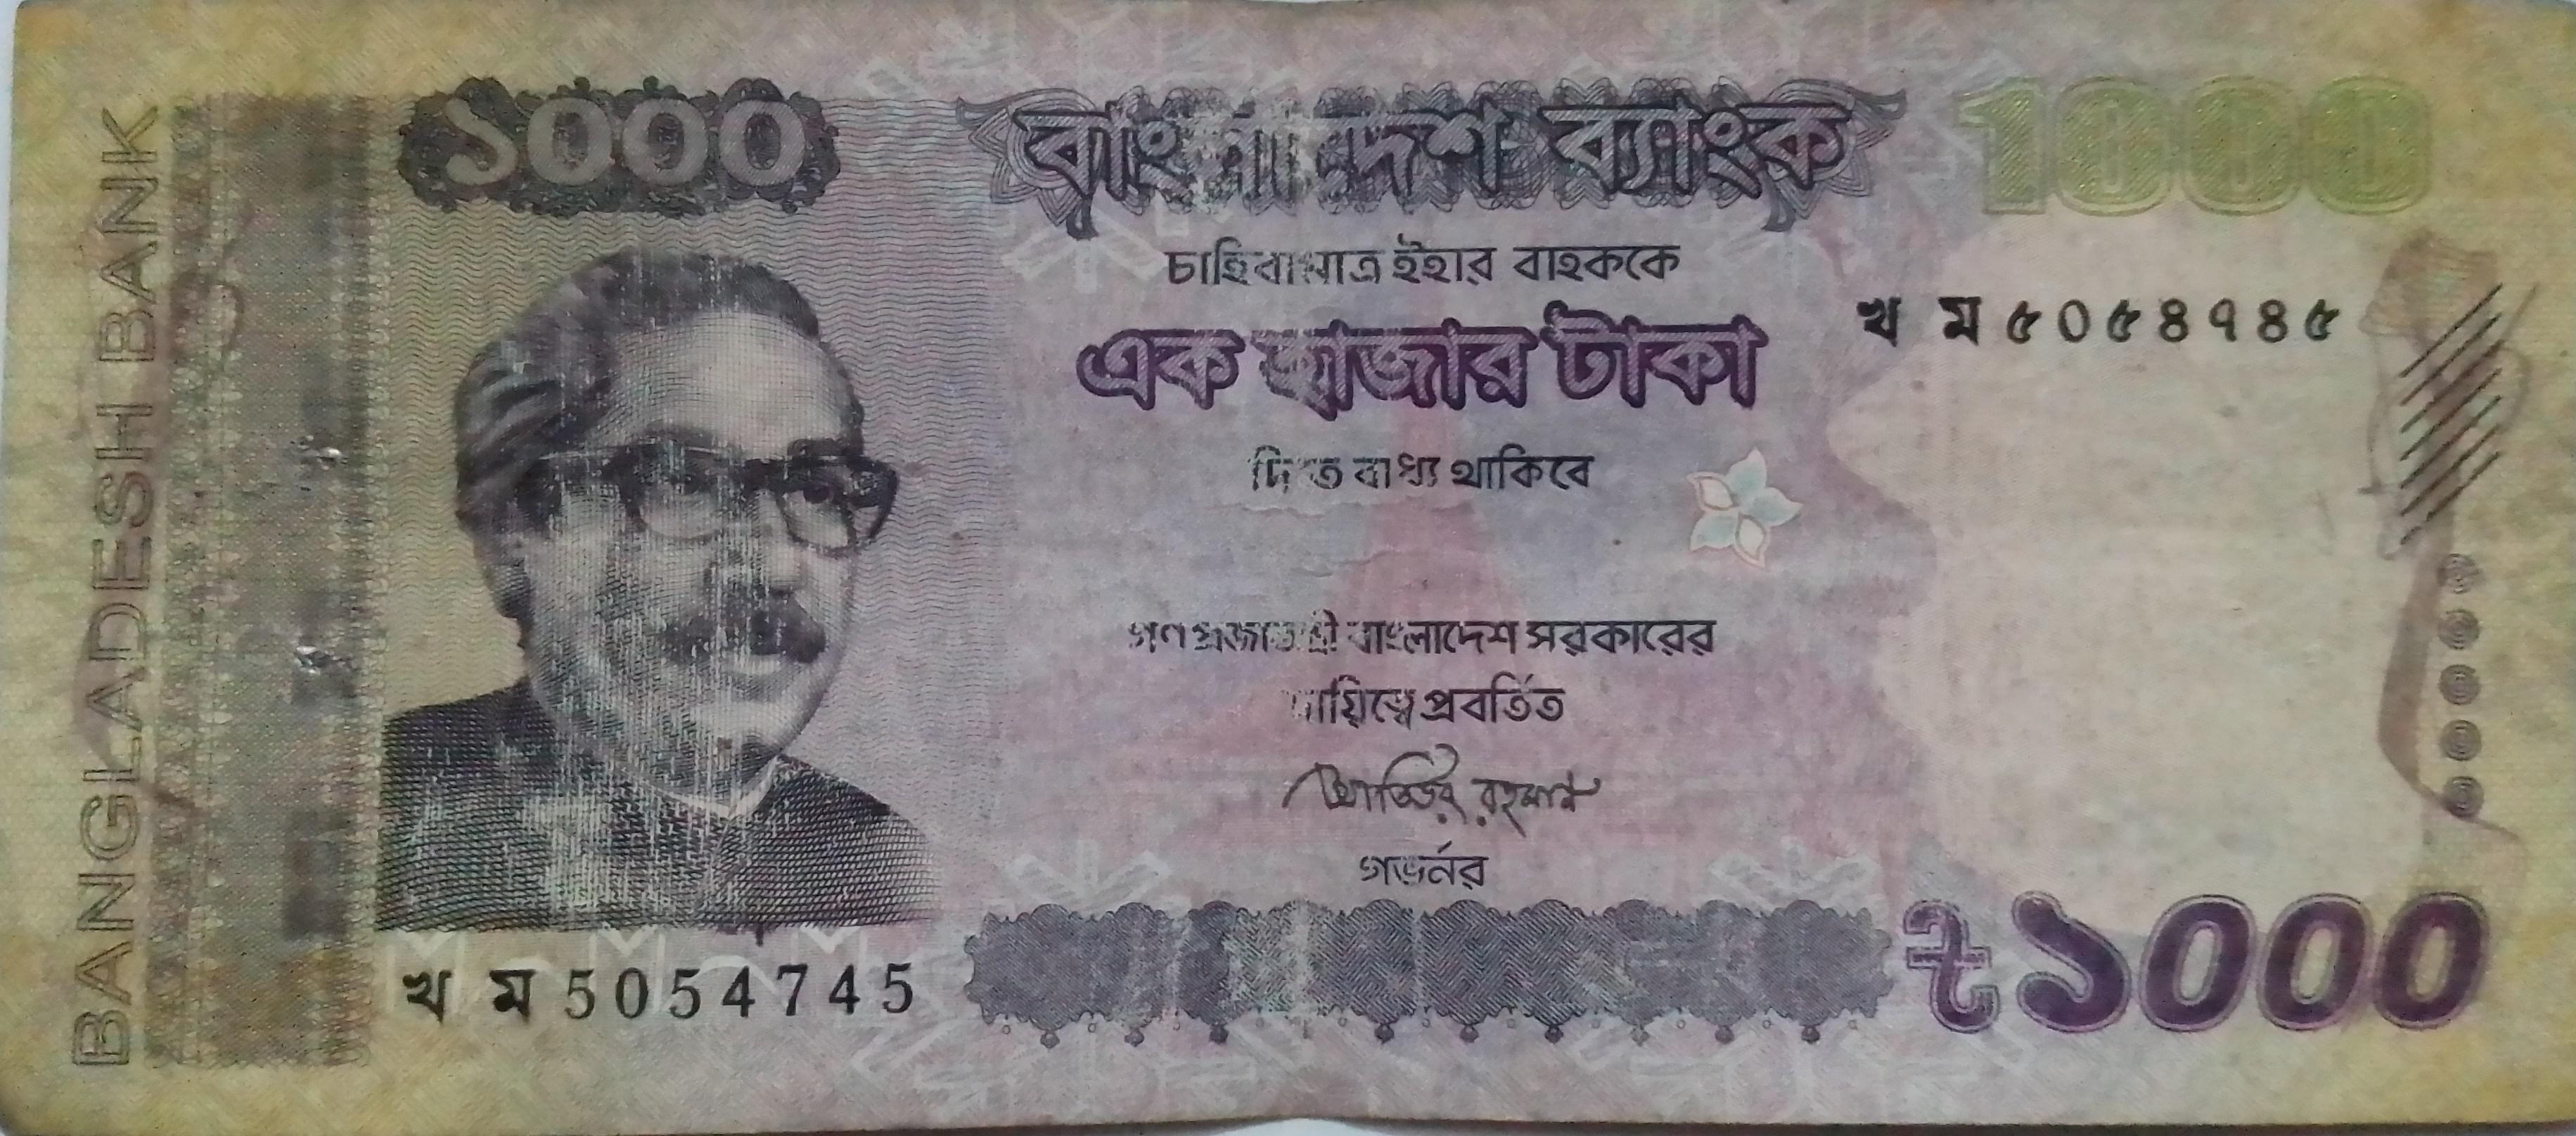 BANGLADESH BANK
১০০০
বাংলাদেশ ব্যাংক
1000
চাহিবামাত্র ইহার বাহককে
এক হাজার টাকা
খ ম ৫০৫৪৭৪৫
দিতে বাধ্য থাকিবে
গণপ্রজাতন্ত্রী বাংলাদেশ সরকারের
দায়িত্বে প্রবর্তিত
আতিউর রহমান
গভর্নর
খ ম 5054745
৳১০০০